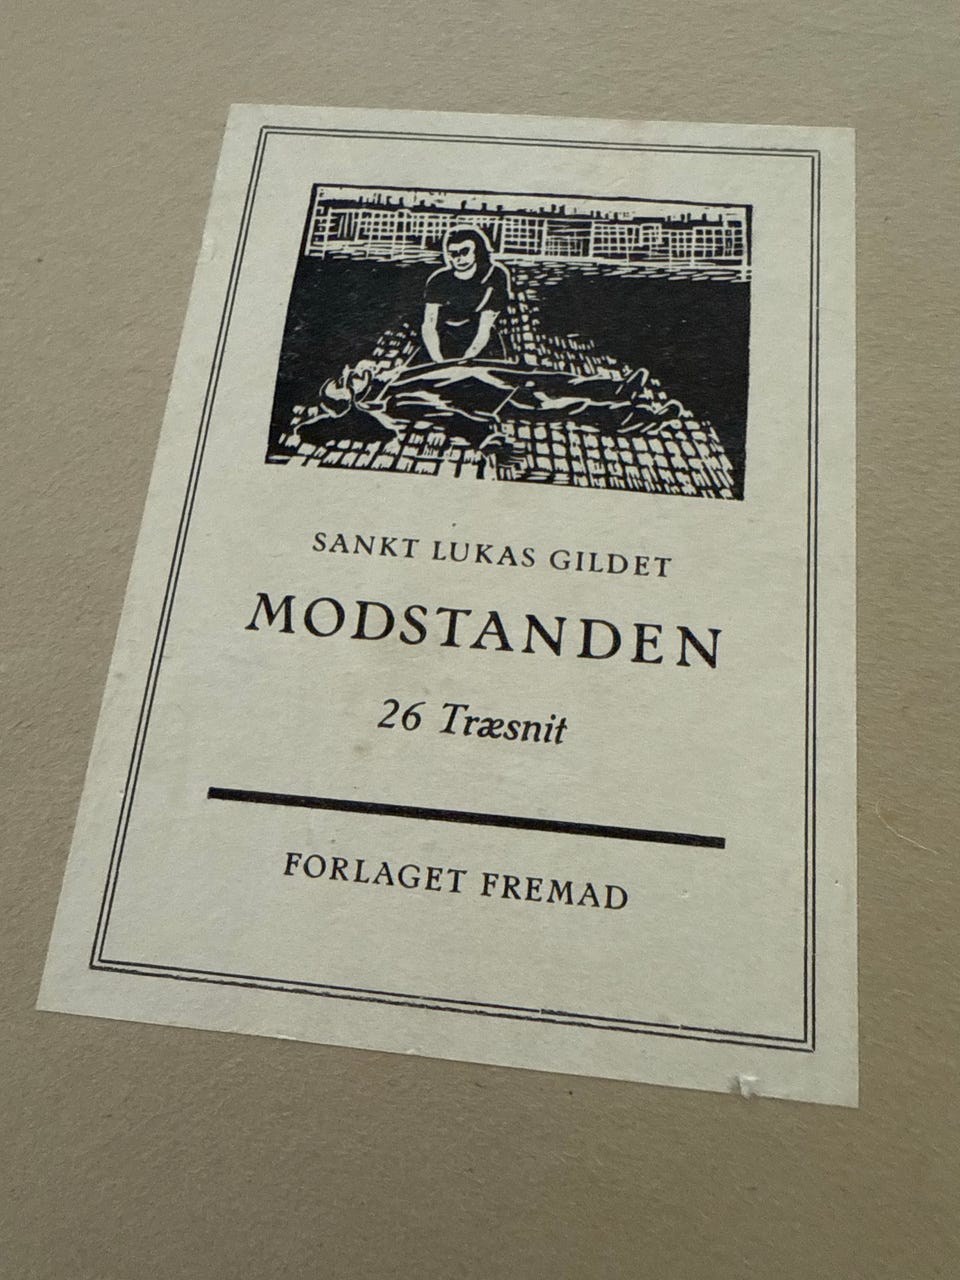 SANKT LUKAS GILDET
MODSTANDEN
26 Træsnit
FORLAGET FREMAD